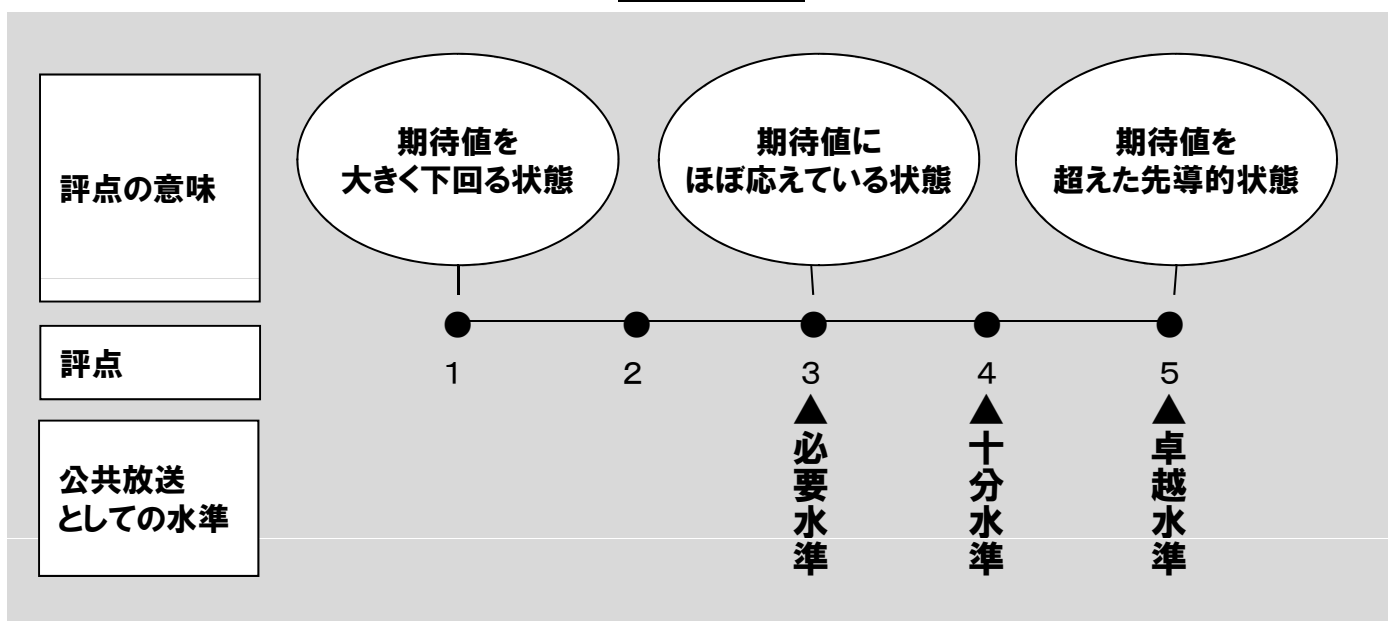 評点の意味
期待値を
大きく下回る状態
期待値に
ほぼ応えている状態
期待値を
超えた先導的状態
評点
1
2
3
4
5
公共放送
としての水準
▲必要水準
▲十分水準
▲卓越水準